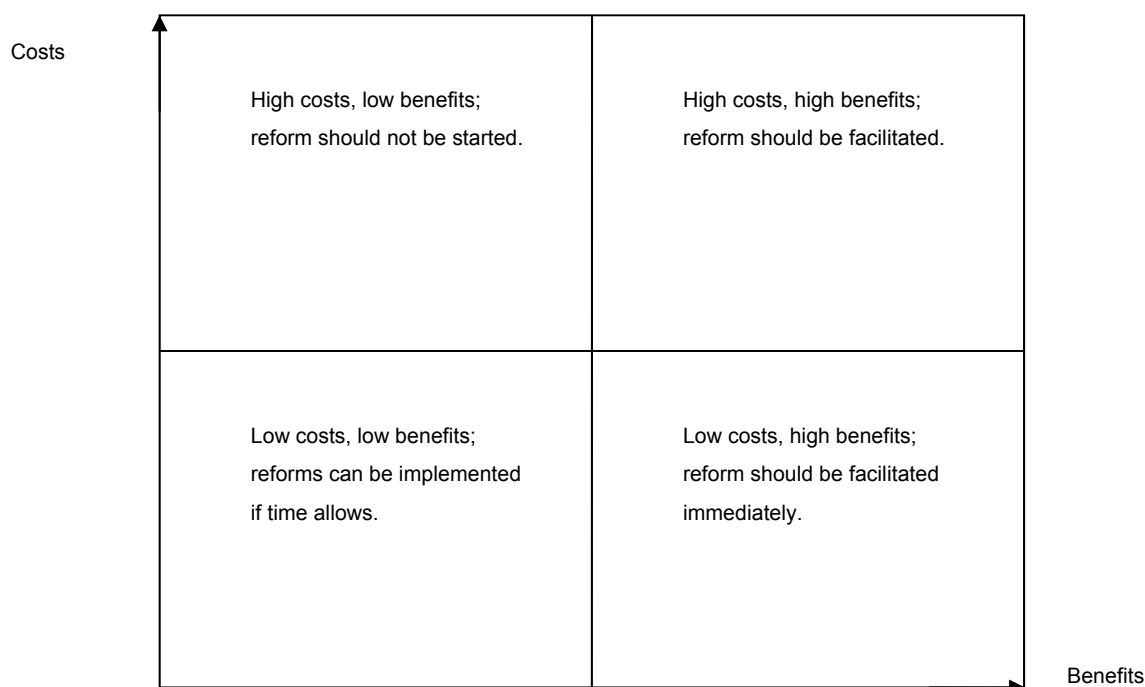 Costs
High costs, low benefits;
reform should not be started.
High costs, high benefits;
reform should be facilitated.
Low costs, low benefits;
reforms can be implemented
if time allows.
Low costs, high benefits;
reform should be facilitated
immediately.
Benefits